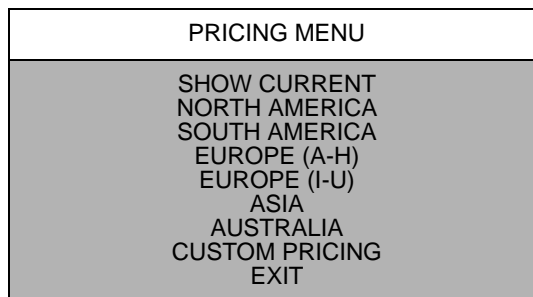 PRICING MENU
SHOW CURRENT
NORTH AMERICA
SOUTH AMERICA
EUROPE (A-H)
EUROPE (I-U)
ASIA
AUSTRALIA
CUSTOM PRICING
EXIT